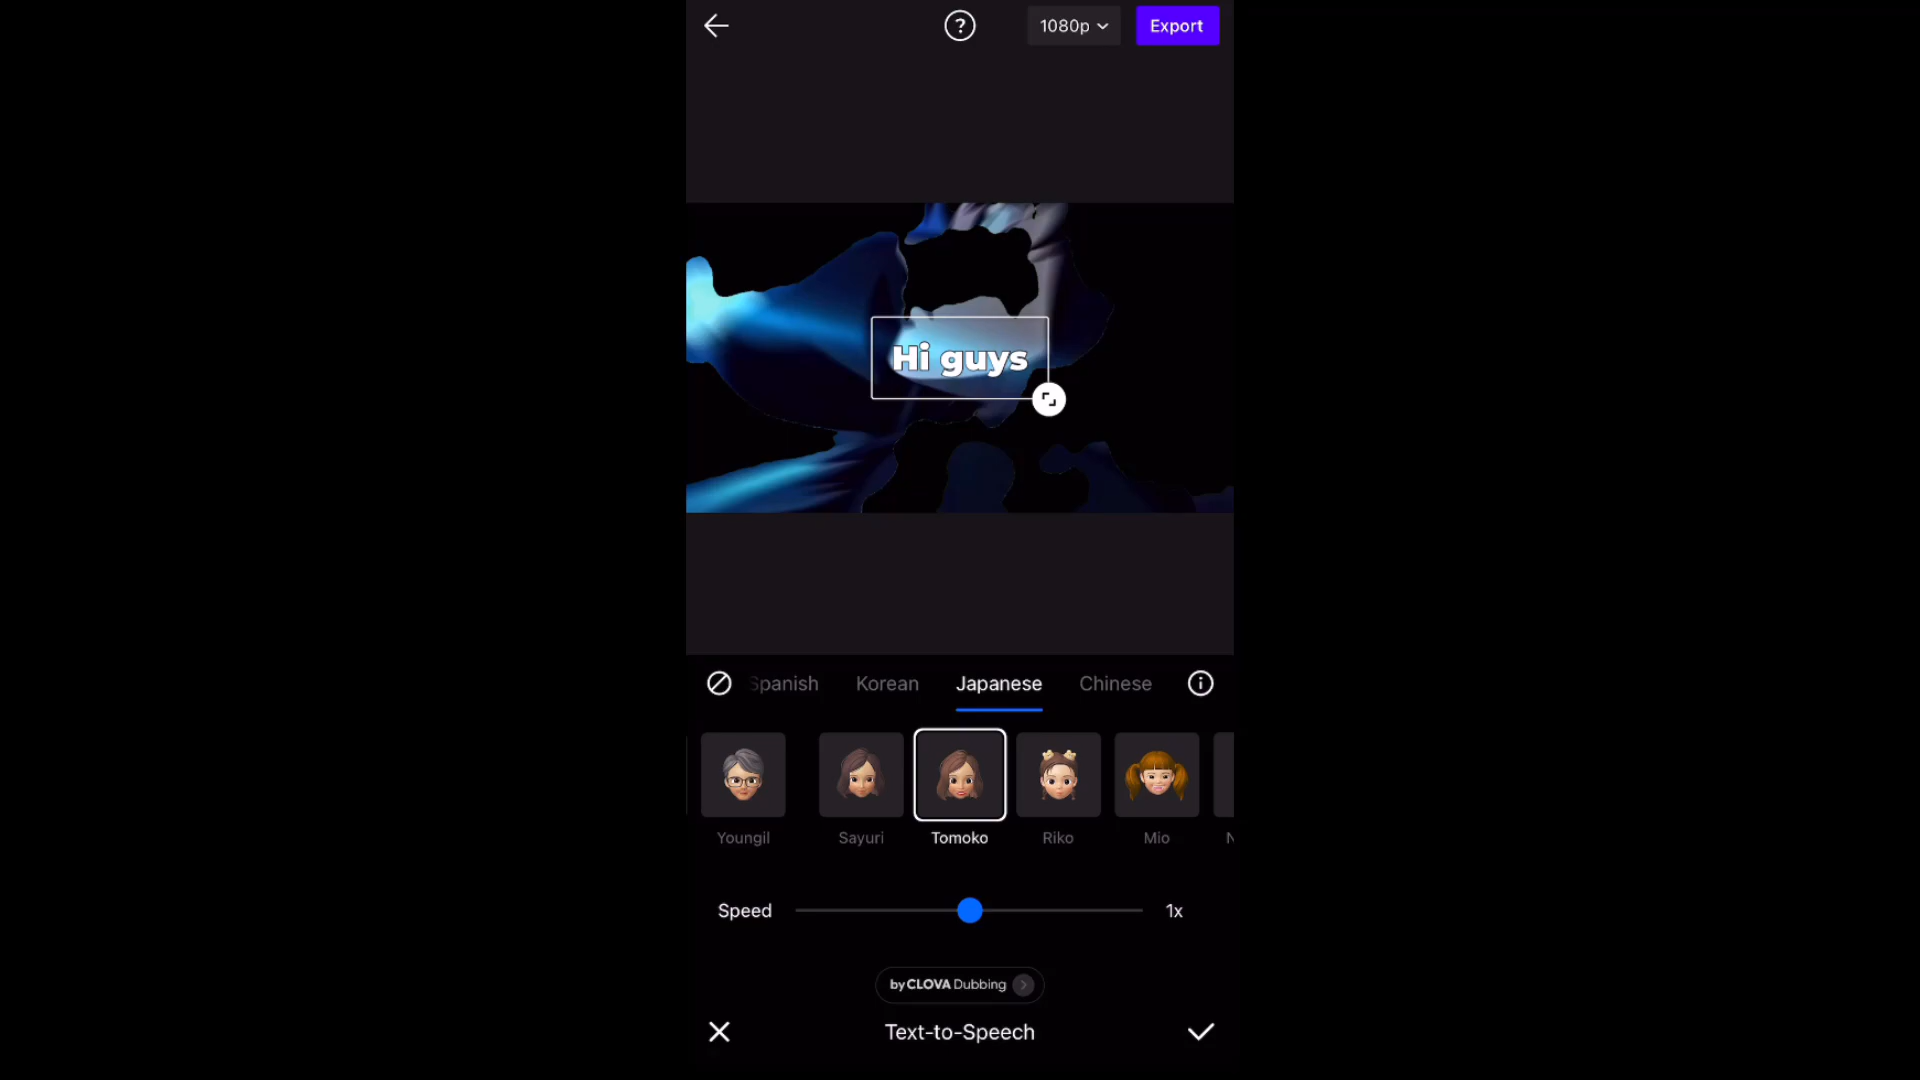 1080p
Export
Hi guys
Spanish
Korean
Japanese
Chinese
Youngil
Sayuri
Tomoko
Riko
Mio
Speed
1x
by CLOVA Dubbing
Text-to-Speech